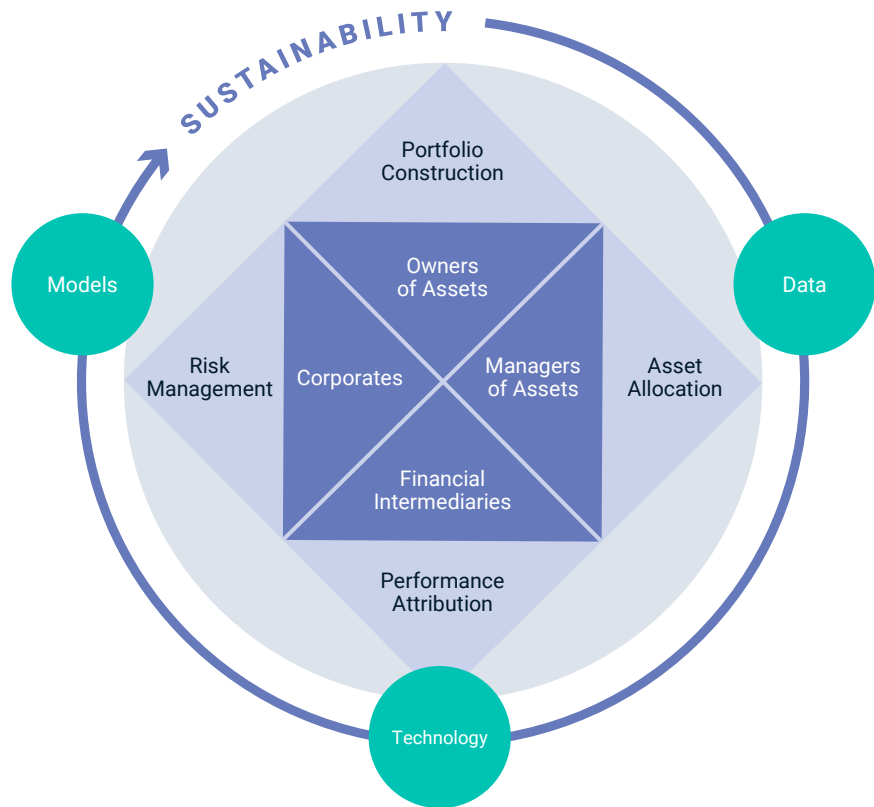 SUSTAINABILITY
Portfolio
Construction
Owners
of Assets
Models
Data
Risk
Management
Corporates
Managers
of Assets
Asset
Allocation
Financial
Intermediaries
Performance
Attribution
Technology